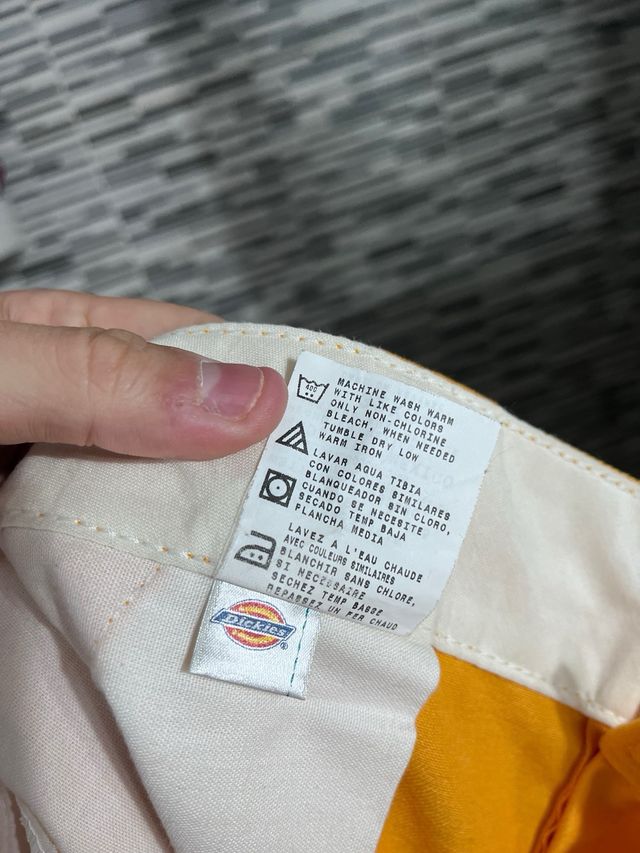 40C
MACHINE WASH WARM
WITH LIKE COLORS
ONLY NON-CHLORINE
BLEACH, WHEN NEEDED
TUMBLE DRY LOW
WARM IRON
LAVAR AGUA TIBIA
CON COLORES SIMILARES
BLANQUEADOR SIN CLORO,
CUANDO SE NECESITE
SECADO TEMP BAJA
PLANCHA MEDIA
LAVEZ A L'EAU CHAUDE
AVEC COULEURS SIMILAIRES
BLANCHIR SANS CHLORE,
SI NECESSAIRE
SECHEZ TEMP BASSE
REPASSEZ UN FER CHAUD
Dickies®